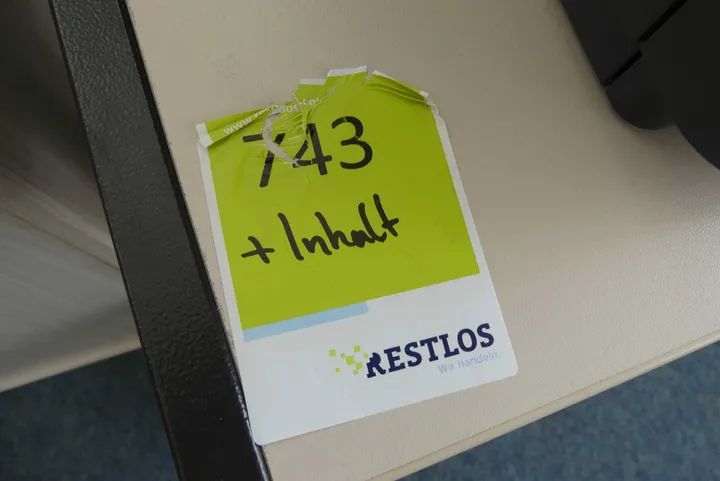 743
+ Inhalt
RESTLOS
Wir handeln.